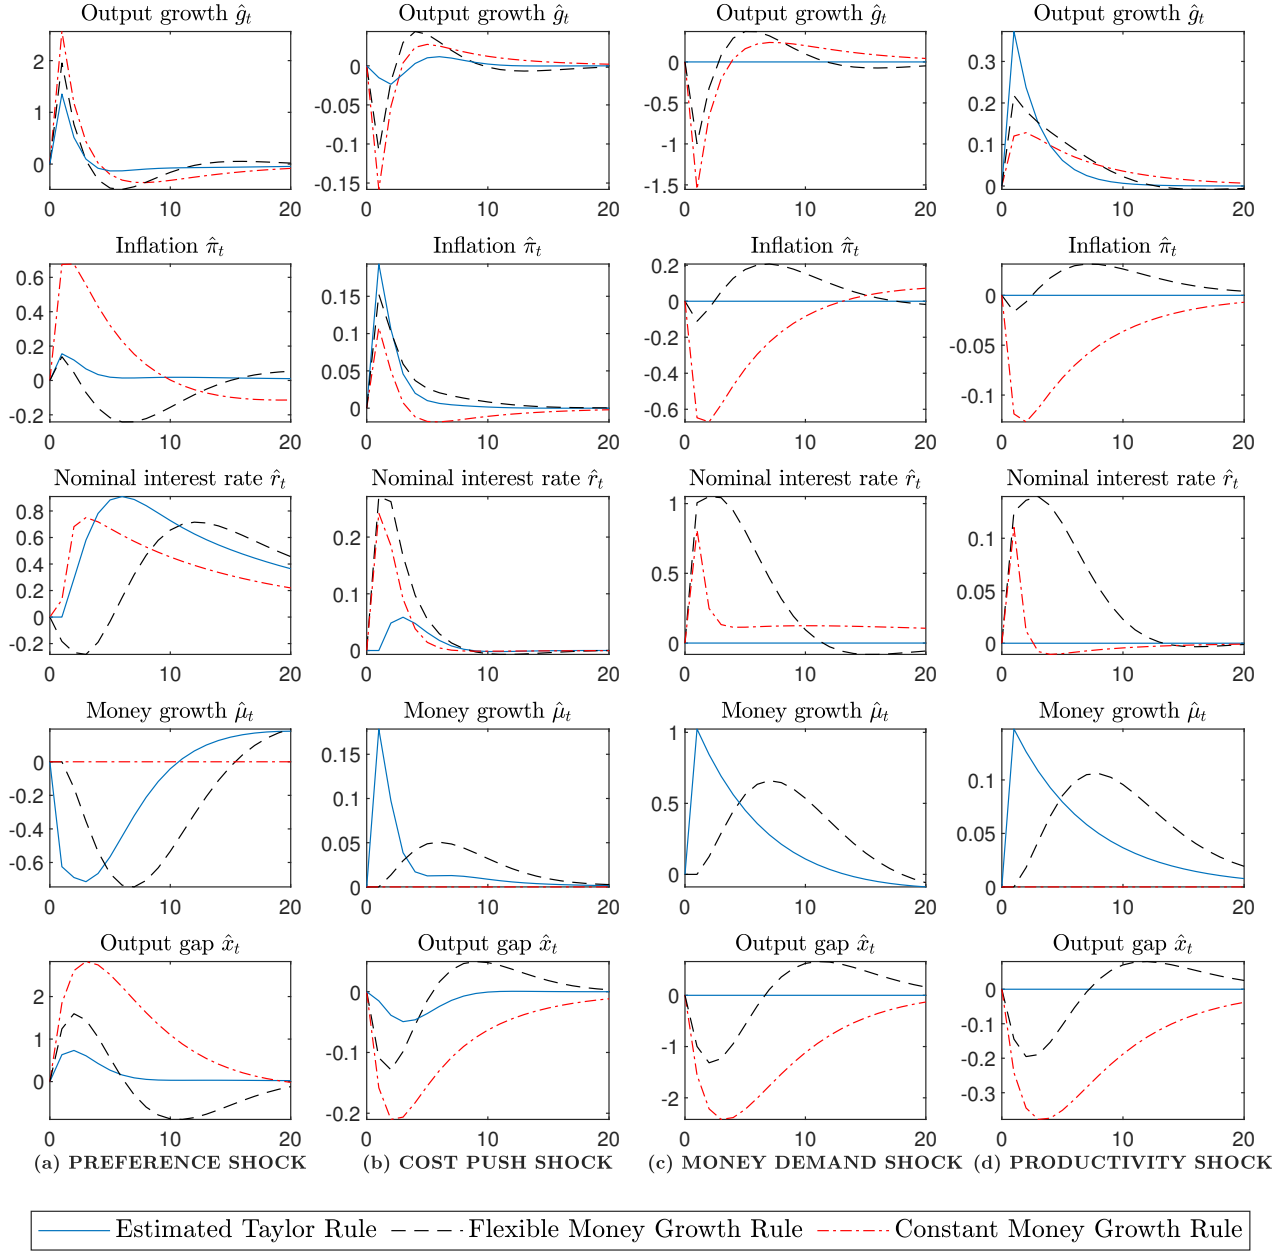 Output growth ĝₜ
Output growth ĝₜ
Output growth ĝₜ
Output growth ĝₜ
2
1
0
0 10 20
0
-0.05
-0.1
-0.15
0 10 20
0
-0.5
-1
-1.5
0 10 20
0.3
0.2
0.1
0
0 10 20
Inflation π̂ₜ
Inflation π̂ₜ
Inflation π̂ₜ
Inflation π̂ₜ
0.6
0.4
0.2
0
-0.2
0 10 20
0.15
0.1
0.05
0
0 10 20
0.2
0
-0.2
-0.4
-0.6
0 10 20
0
-0.05
-0.1
0 10 20
Nominal interest rate r̂ₜ
Nominal interest rate r̂ₜ
Nominal interest rate r̂ₜ
Nominal interest rate r̂ₜ
0.8
0.6
0.4
0.2
0
-0.2
0 10 20
0.2
0.1
0
0 10 20
1
0.5
0
0 10 20
0.1
0.05
0
0 10 20
Money growth μ̂ₜ
Money growth μ̂ₜ
Money growth μ̂ₜ
Money growth μ̂ₜ
0
-0.2
-0.4
-0.6
0 10 20
0.15
0.1
0.05
0
0 10 20
1
0.5
0
0 10 20
0.1
0.05
0
0 10 20
Output gap x̂ₜ
Output gap x̂ₜ
Output gap x̂ₜ
Output gap x̂ₜ
2
1
0
0 10 20
0
-0.1
-0.2
0 10 20
0
-1
-2
0 10 20
0
-0.1
-0.2
-0.3
0 10 20
(a) PREFERENCE SHOCK
(b) COST PUSH SHOCK
(c) MONEY DEMAND SHOCK
(d) PRODUCTIVITY SHOCK
Estimated Taylor Rule
Flexible Money Growth Rule
Constant Money Growth Rule